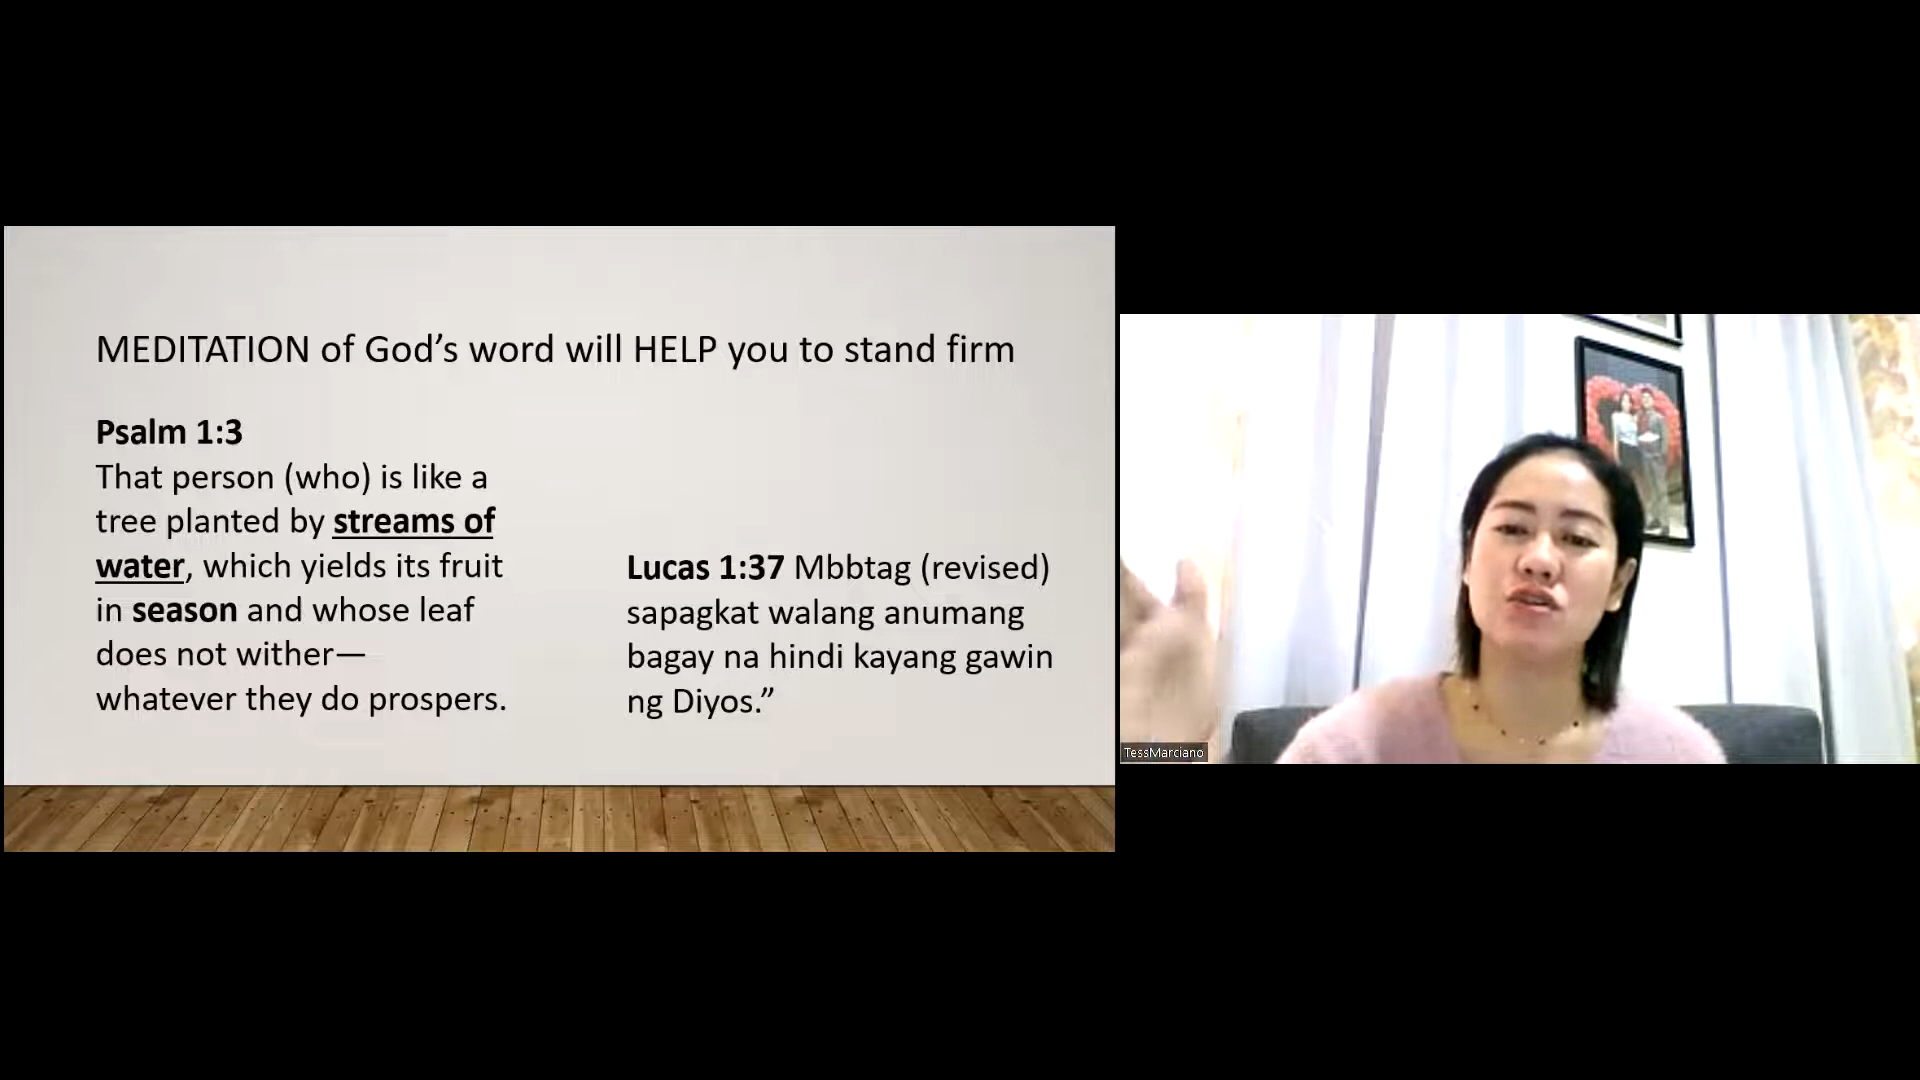 MEDITATION of God’s word will HELP you to stand firm
Psalm 1:3
That person (who) is like a
tree planted by streams of
water, which yields its fruit
in season and whose leaf
does not wither—
whatever they do prospers.
Lucas 1:37 Mbbtag (revised)
sapagkat walang anumang
bagay na hindi kayang gawin
ng Diyos.”
TessMarciano